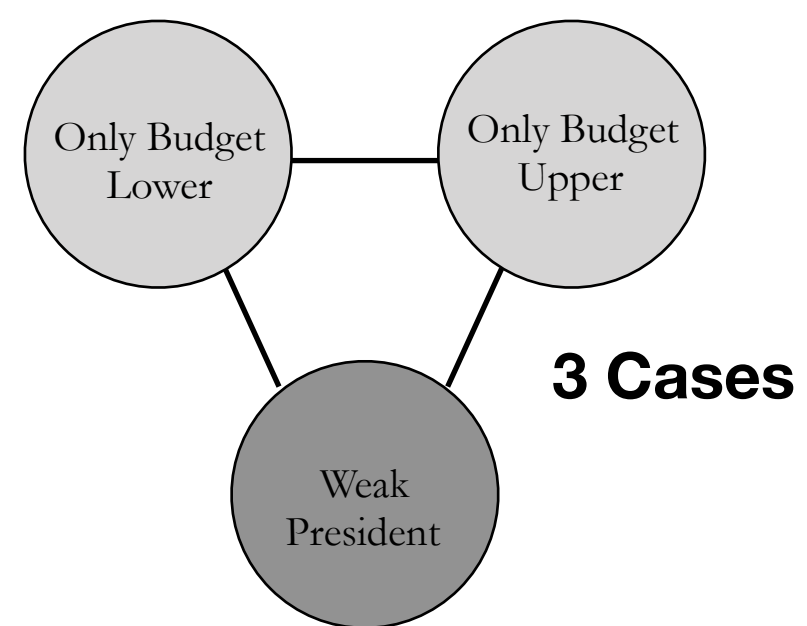 Only Budget
Lower
Only Budget
Upper
3 Cases
Weak
President